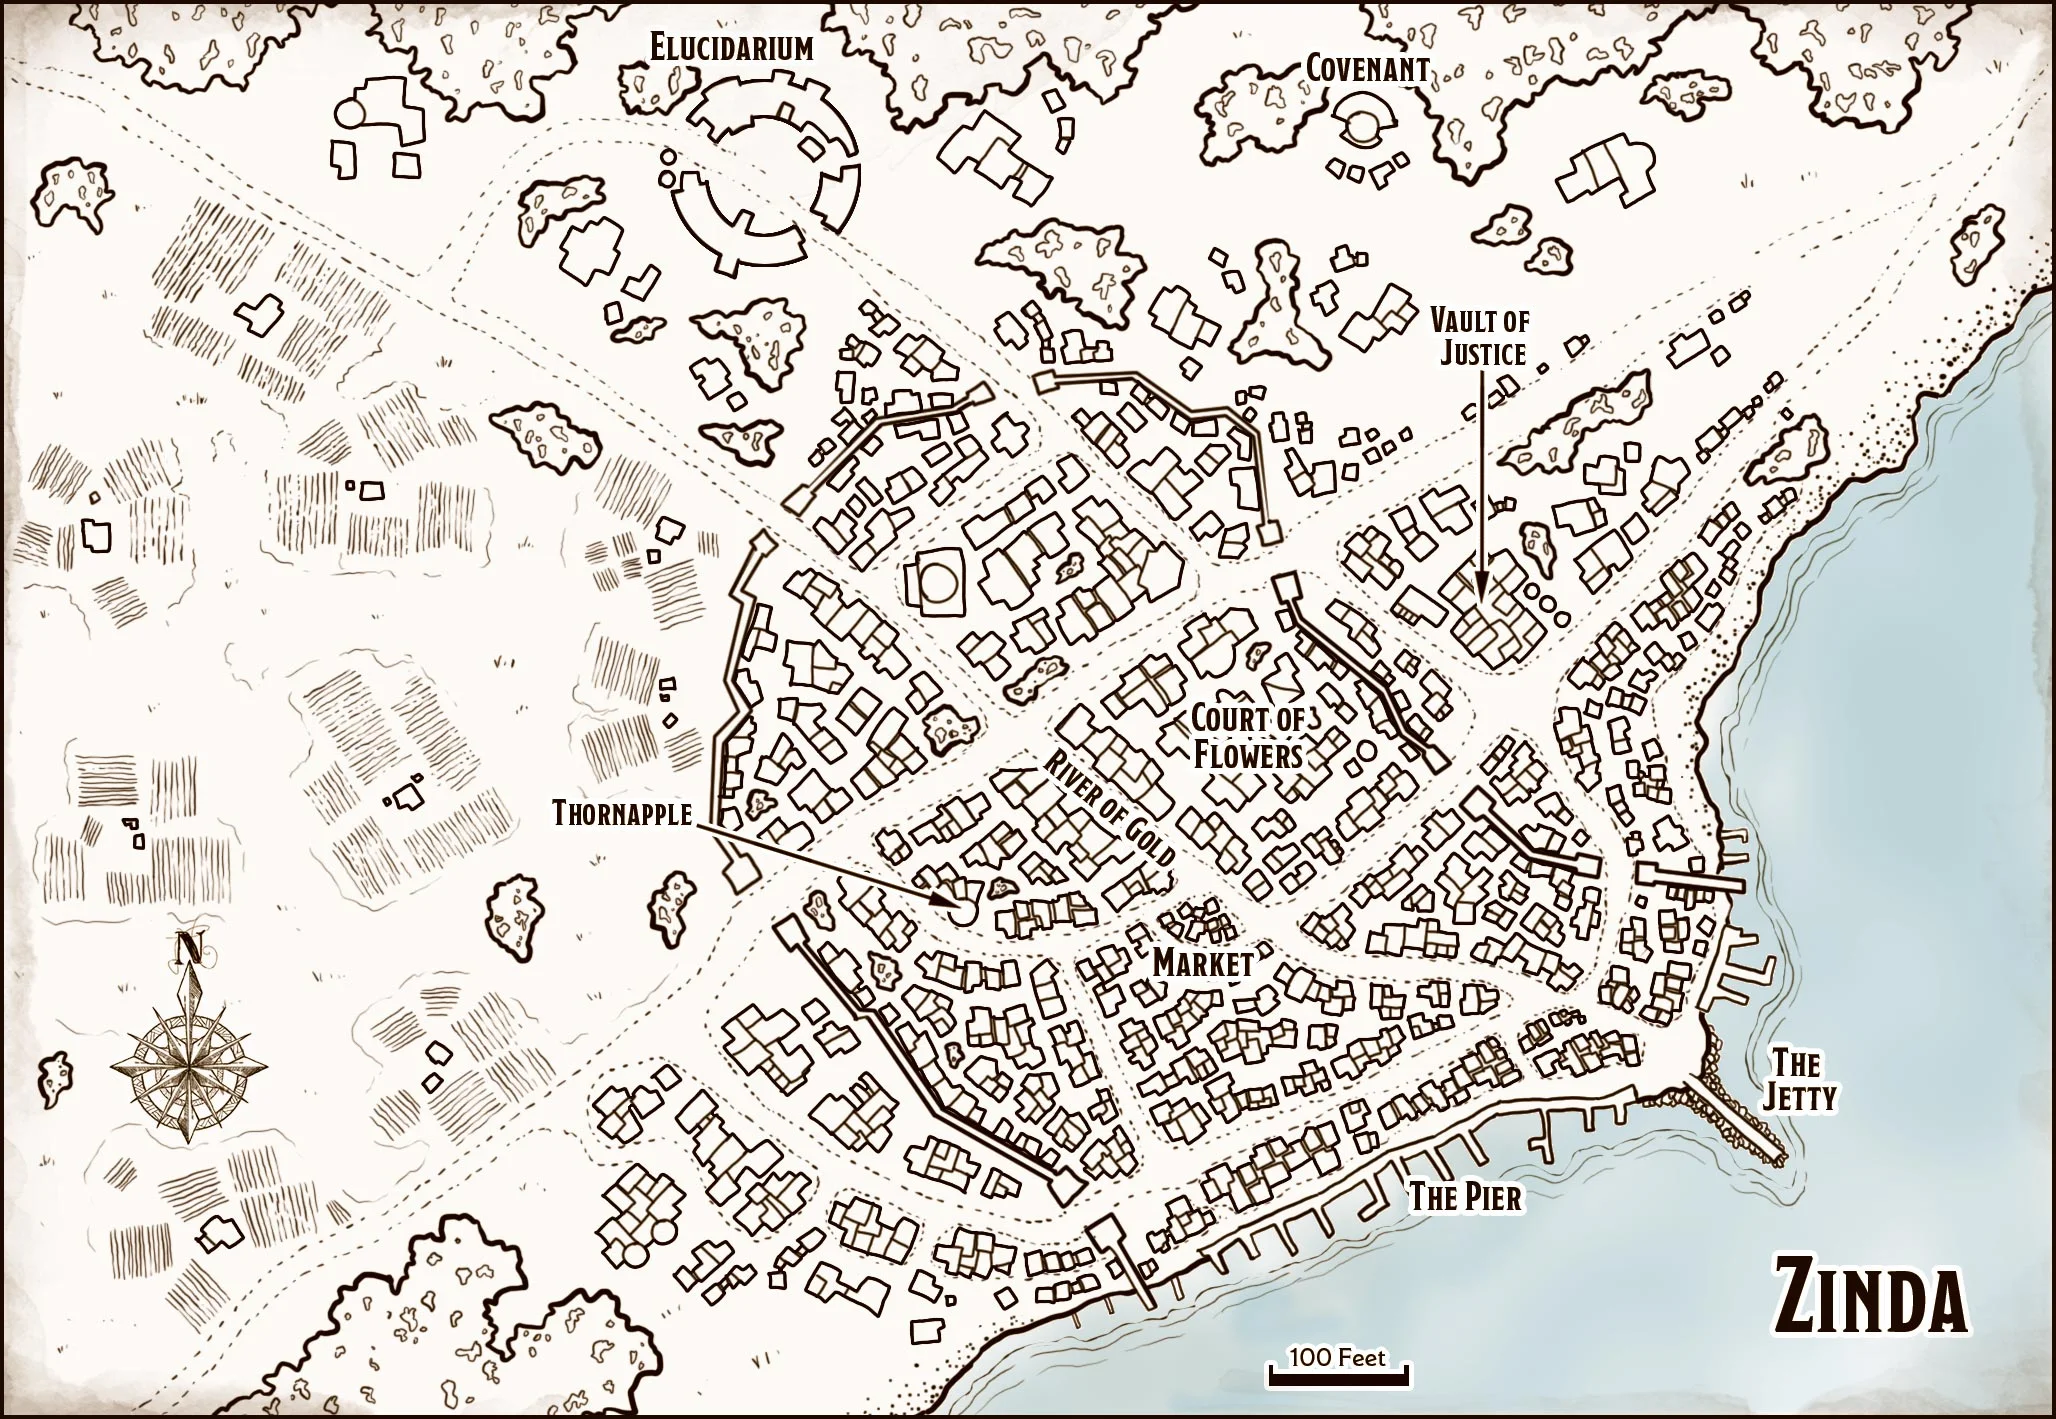 ELUCIDARIUM
COVENANT
VAULT OF
JUSTICE
COURT OF
FLOWERS
RIVER OF GOLD
THORNAPPLE
N
MARKET
THE
JETTY
THE PIER
ZINDA
100 Feet